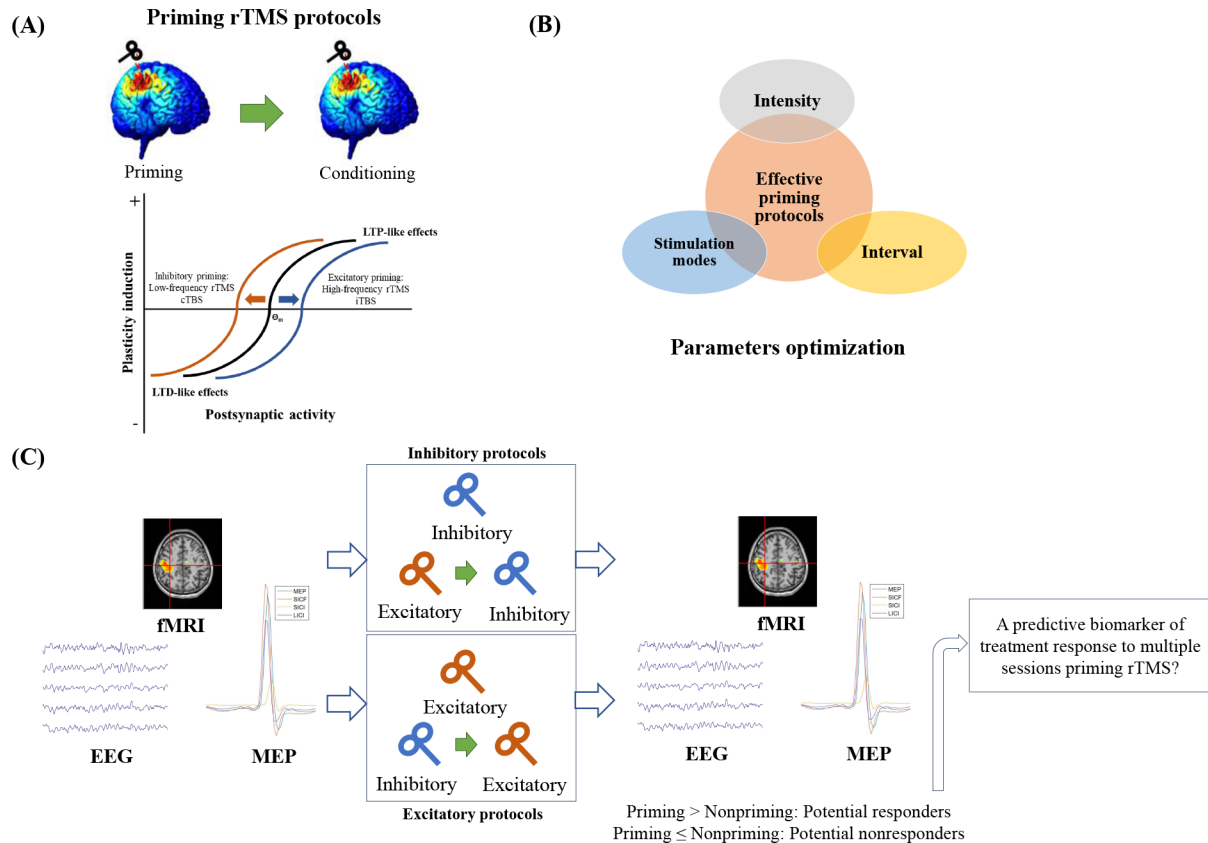 (A)
Priming rTMS protocols
Priming
Conditioning
+
Plasticity induction
-
LTP-like effects
Inhibitory priming:
Low-frequency rTMS
cTBS
Excitatory priming:
High-frequency rTMS
iTBS
Θm
LTD-like effects
Postsynaptic activity
(B)
Intensity
Effective
priming
protocols
Stimulation
modes
Interval
Parameters optimization
(C)
fMRI
EEG
MEP
SICF
SICI
LICI
MEP
Inhibitory protocols
Inhibitory
Excitatory
Inhibitory
Excitatory
Inhibitory
Excitatory
Excitatory protocols
fMRI
EEG
MEP
SICF
SICI
LICI
MEP
Priming > Nonpriming: Potential responders
Priming ≤ Nonpriming: Potential nonresponders
A predictive biomarker of
treatment response to multiple
sessions priming rTMS?